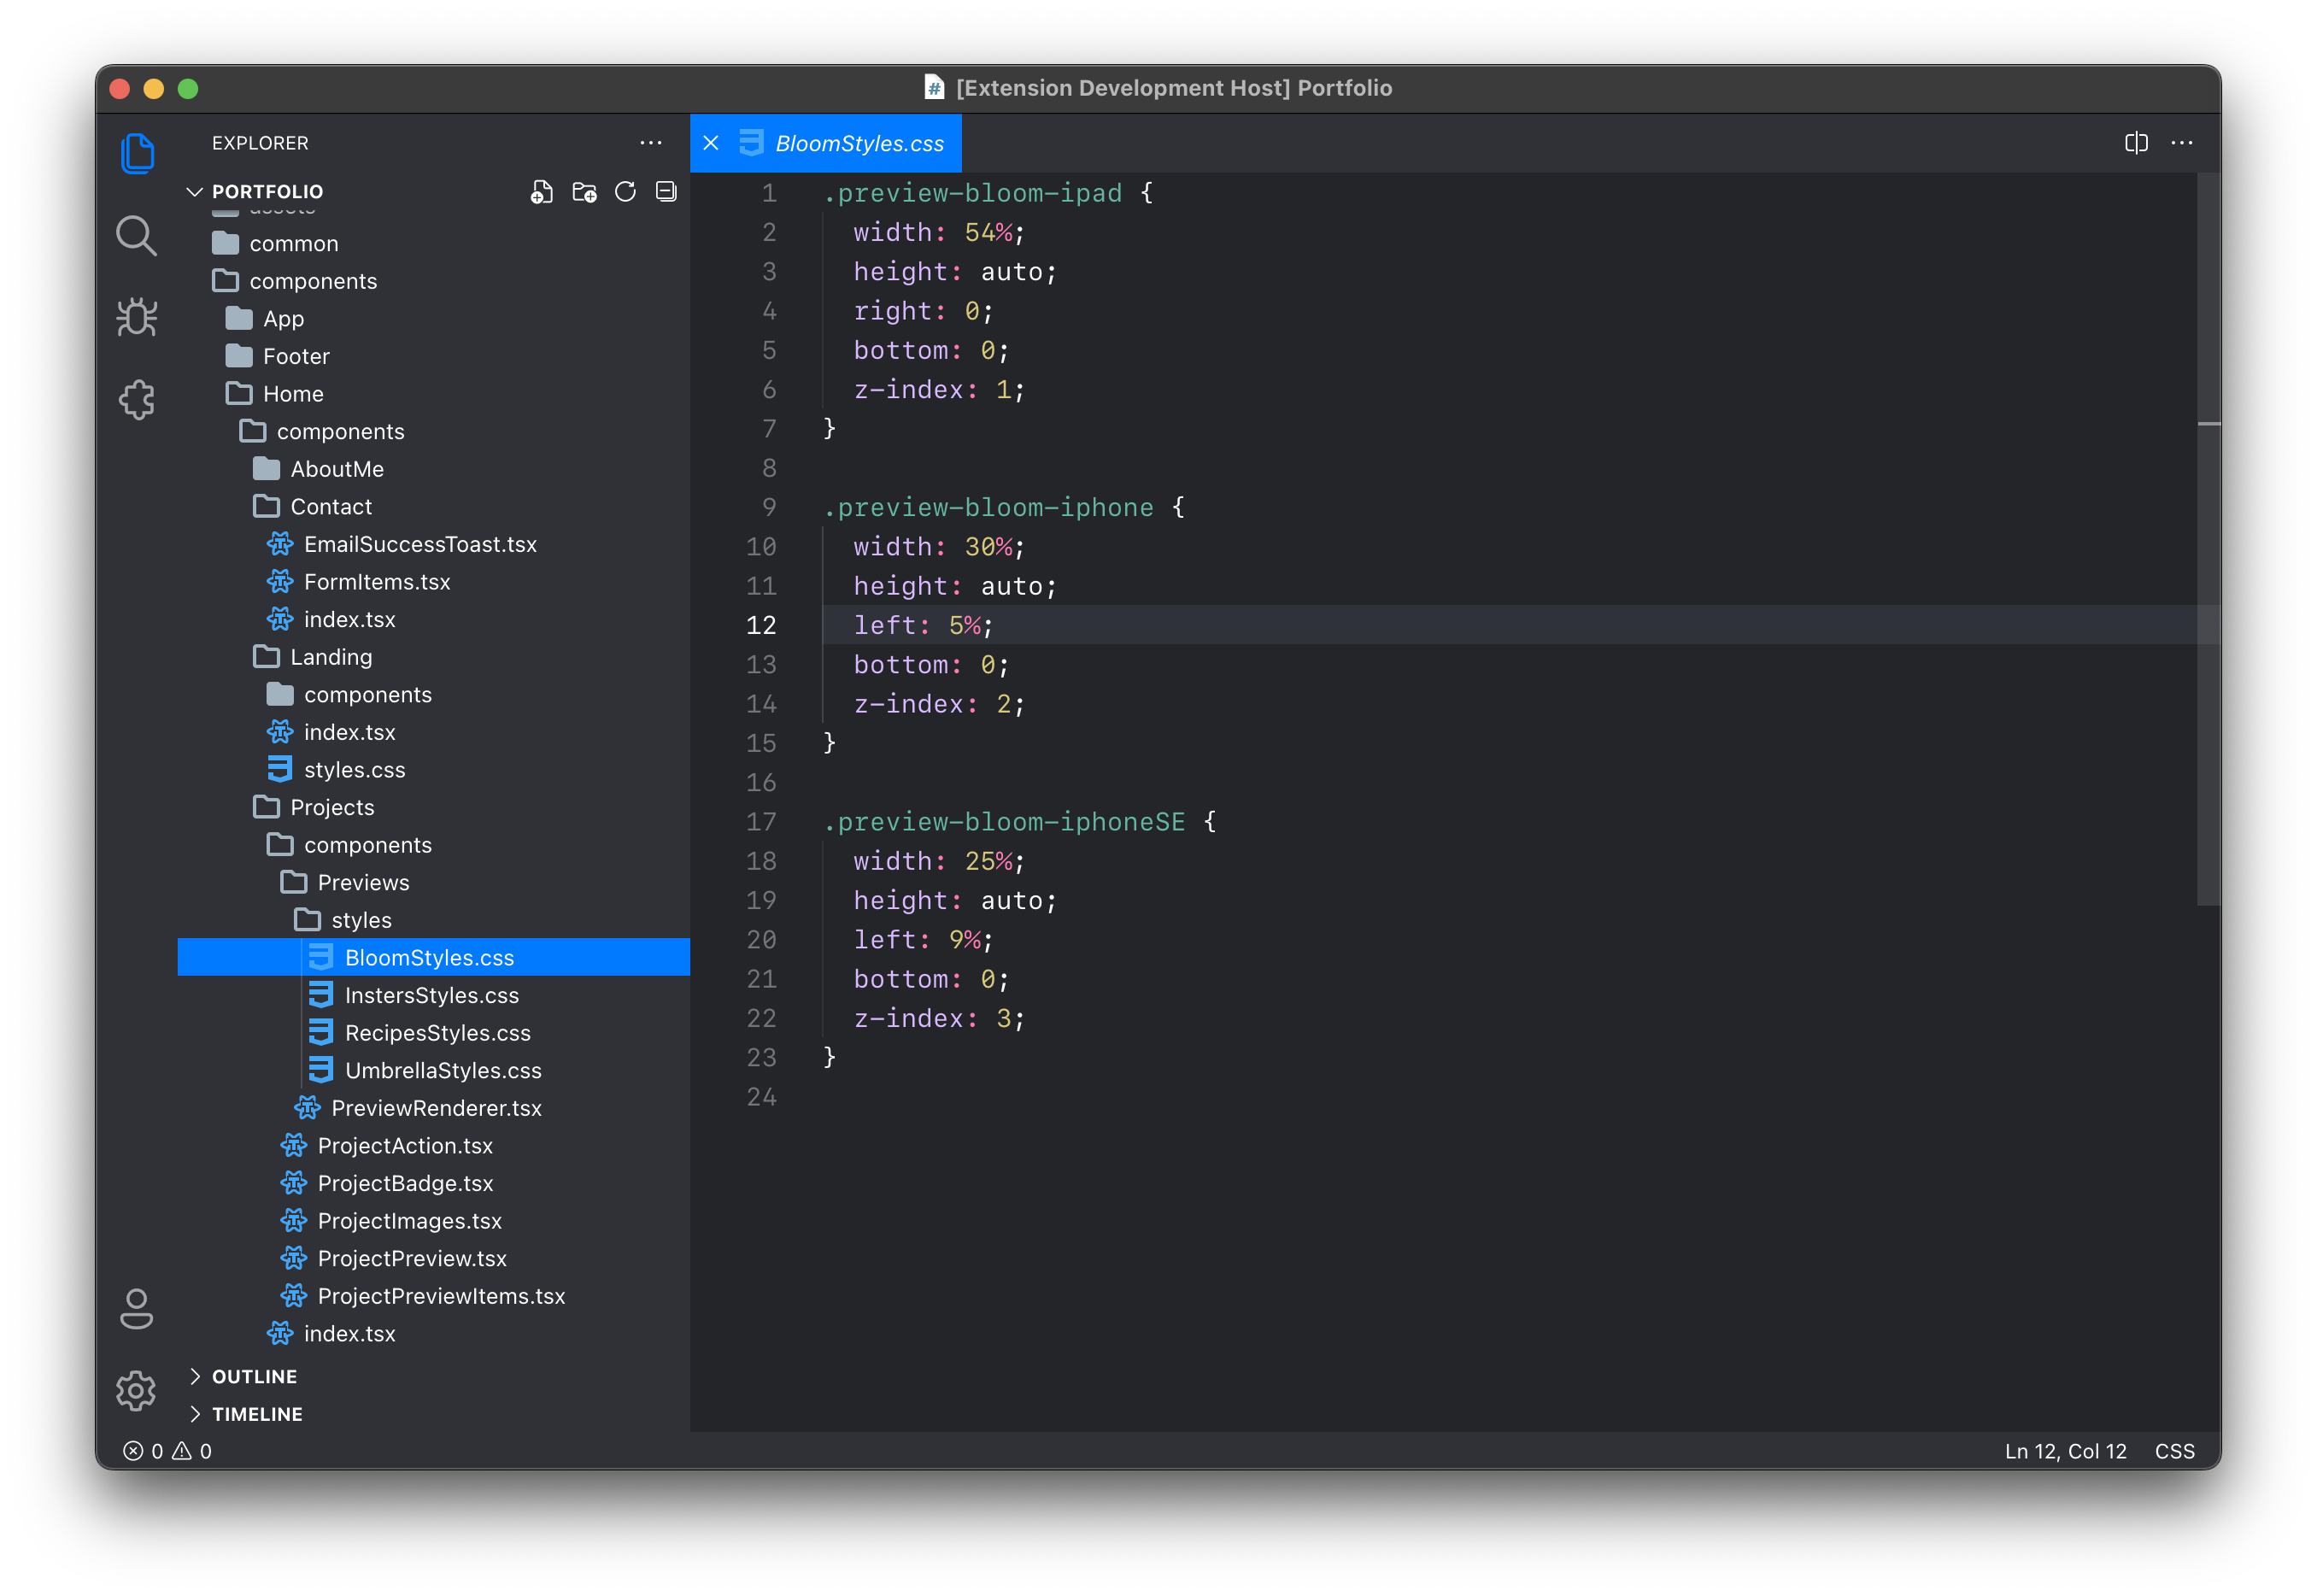 [Extension Development Host] Portfolio
EXPLORER
PORTFOLIO
assets
common
components
App
Footer
Home
components
AboutMe
Contact
EmailSuccessToast.tsx
FormItems.tsx
index.tsx
Landing
components
index.tsx
styles.css
Projects
components
Previews
styles
BloomStyles.css
InstersStyles.css
RecipesStyles.css
UmbrellaStyles.css
PreviewRenderer.tsx
ProjectAction.tsx
ProjectBadge.tsx
ProjectImages.tsx
ProjectPreview.tsx
ProjectPreviewItems.tsx
index.tsx
OUTLINE
TIMELINE
BloomStyles.css
1 .preview-bloom-ipad {
2 width: 54%;
3 height: auto;
4 right: 0;
5 bottom: 0;
6 z-index: 1;
7 }
8
9 .preview-bloom-iphone {
10 width: 30%;
11 height: auto;
12 left: 5%;
13 bottom: 0;
14 z-index: 2;
15 }
16
17 .preview-bloom-iphoneSE {
18 width: 25%;
19 height: auto;
20 left: 9%;
21 bottom: 0;
22 z-index: 3;
23 }
24
0 0
Ln 12, Col 12 CSS